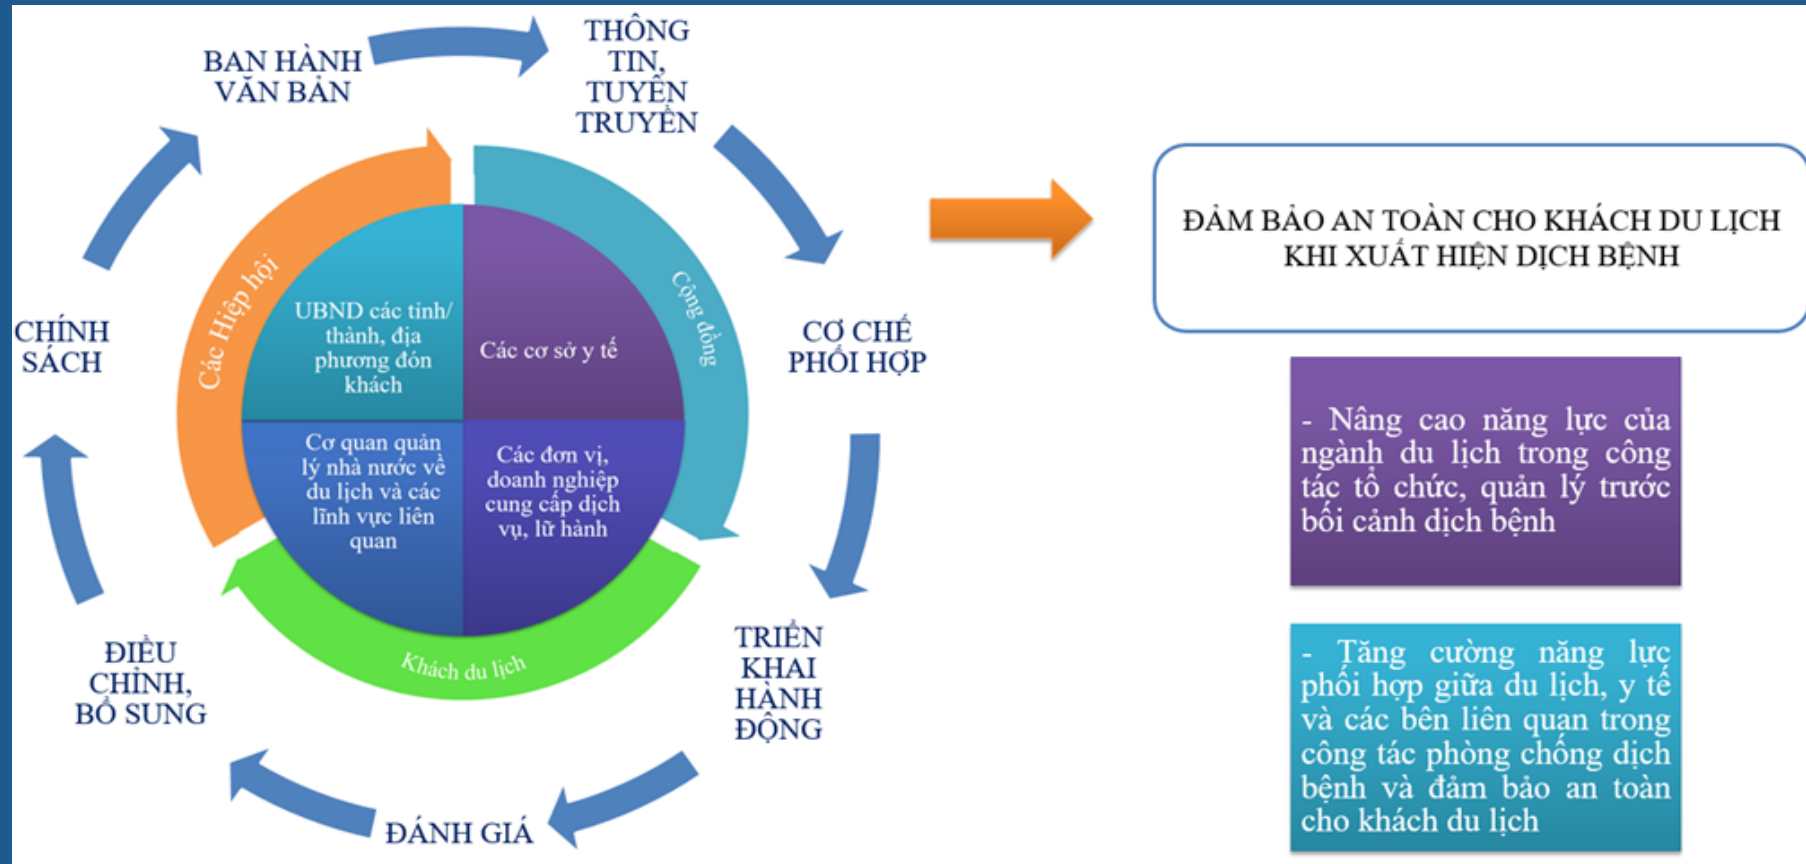 BAN HÀNH
VĂN BẢN
THÔNG
TIN,
TUYỂN
TRUYỀN
CƠ CHẾ
PHỐI HỢP
TRIỂN
KHAI
HÀNH
ĐỘNG
ĐÁNH GIÁ
ĐIỀU
CHỈNH,
BỔ SUNG
CHÍNH
SÁCH
Các Hiệp hội
Cộng đồng
Khách du lịch
UBND các tỉnh/
thành, địa
phương đón
khách
Các cơ sở y tế
Cơ quan quản
lý nhà nước về
du lịch và các
lĩnh vực liên
quan
Các đơn vị,
doanh nghiệp
cung cấp dịch
vụ, lữ hành
ĐẢM BẢO AN TOÀN CHO KHÁCH DU LỊCH
KHI XUẤT HIỆN DỊCH BỆNH
- Nâng cao năng lực của
ngành du lịch trong công
tác tổ chức, quản lý trước
bối cảnh dịch bệnh
- Tăng cường năng lực
phối hợp giữa du lịch, y tế
và các bên liên quan trong
công tác phòng chống dịch
bệnh và đảm bảo an toàn
cho khách du lịch